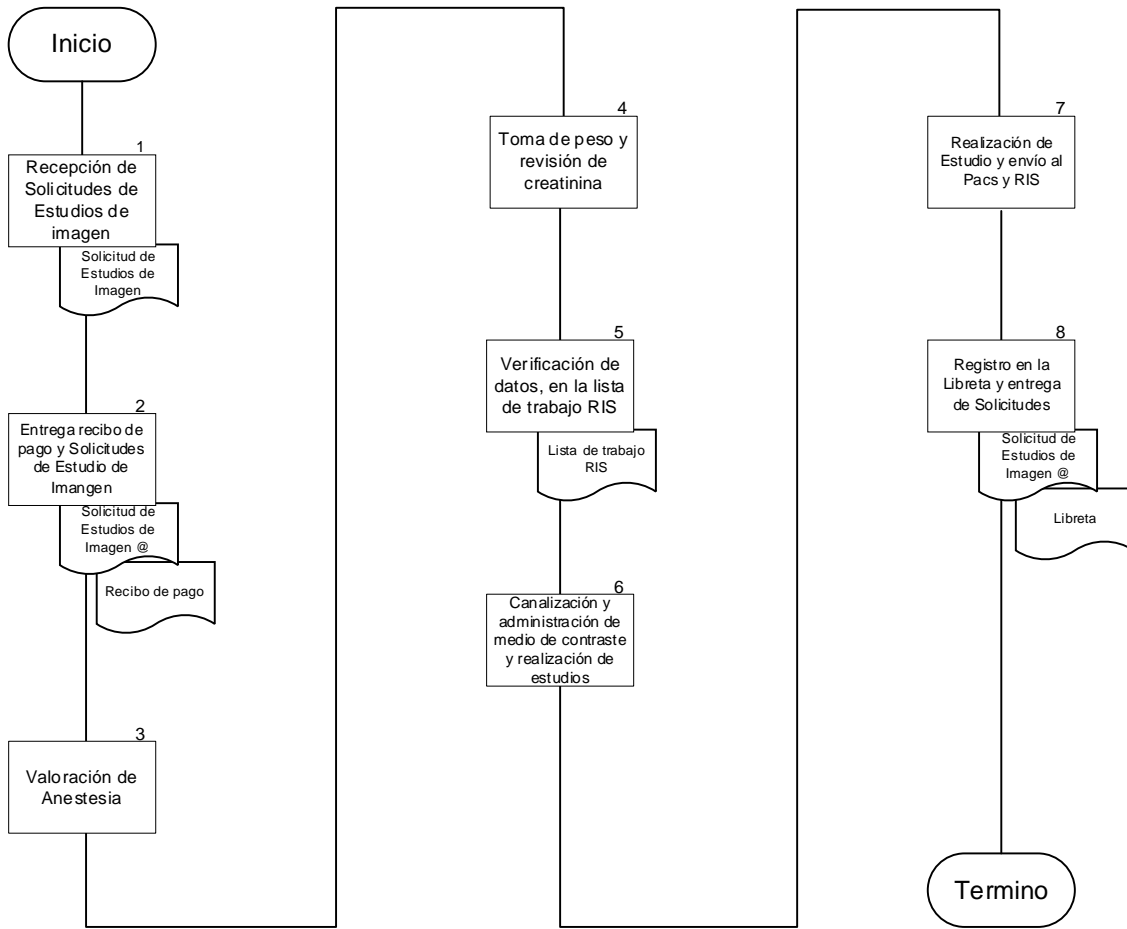 Inicio
1
Recepción de
Solicitudes de
Estudios de
imagen
Solicitud de
Estudios de
Imagen
2
Entrega recibo de
pago y Solicitudes
de Estudio de
Imangen
Solicitud de
Estudios de
Imagen @
Recibo de pago
3
Valoración de
Anestesia
4
Toma de peso y
revisión de
creatinina
5
Verificación de
datos, en la lista
de trabajo RIS
Lista de trabajo
RIS
6
Canalización y
administración de
medio de contraste
y realización de
estudios
7
Realización de
Estudio y envío al
Pacs y RIS
8
Registro en la
Libreta y entrega
de Solicitudes
Solicitud de
Estudios de
Imagen @
Libreta
Termino